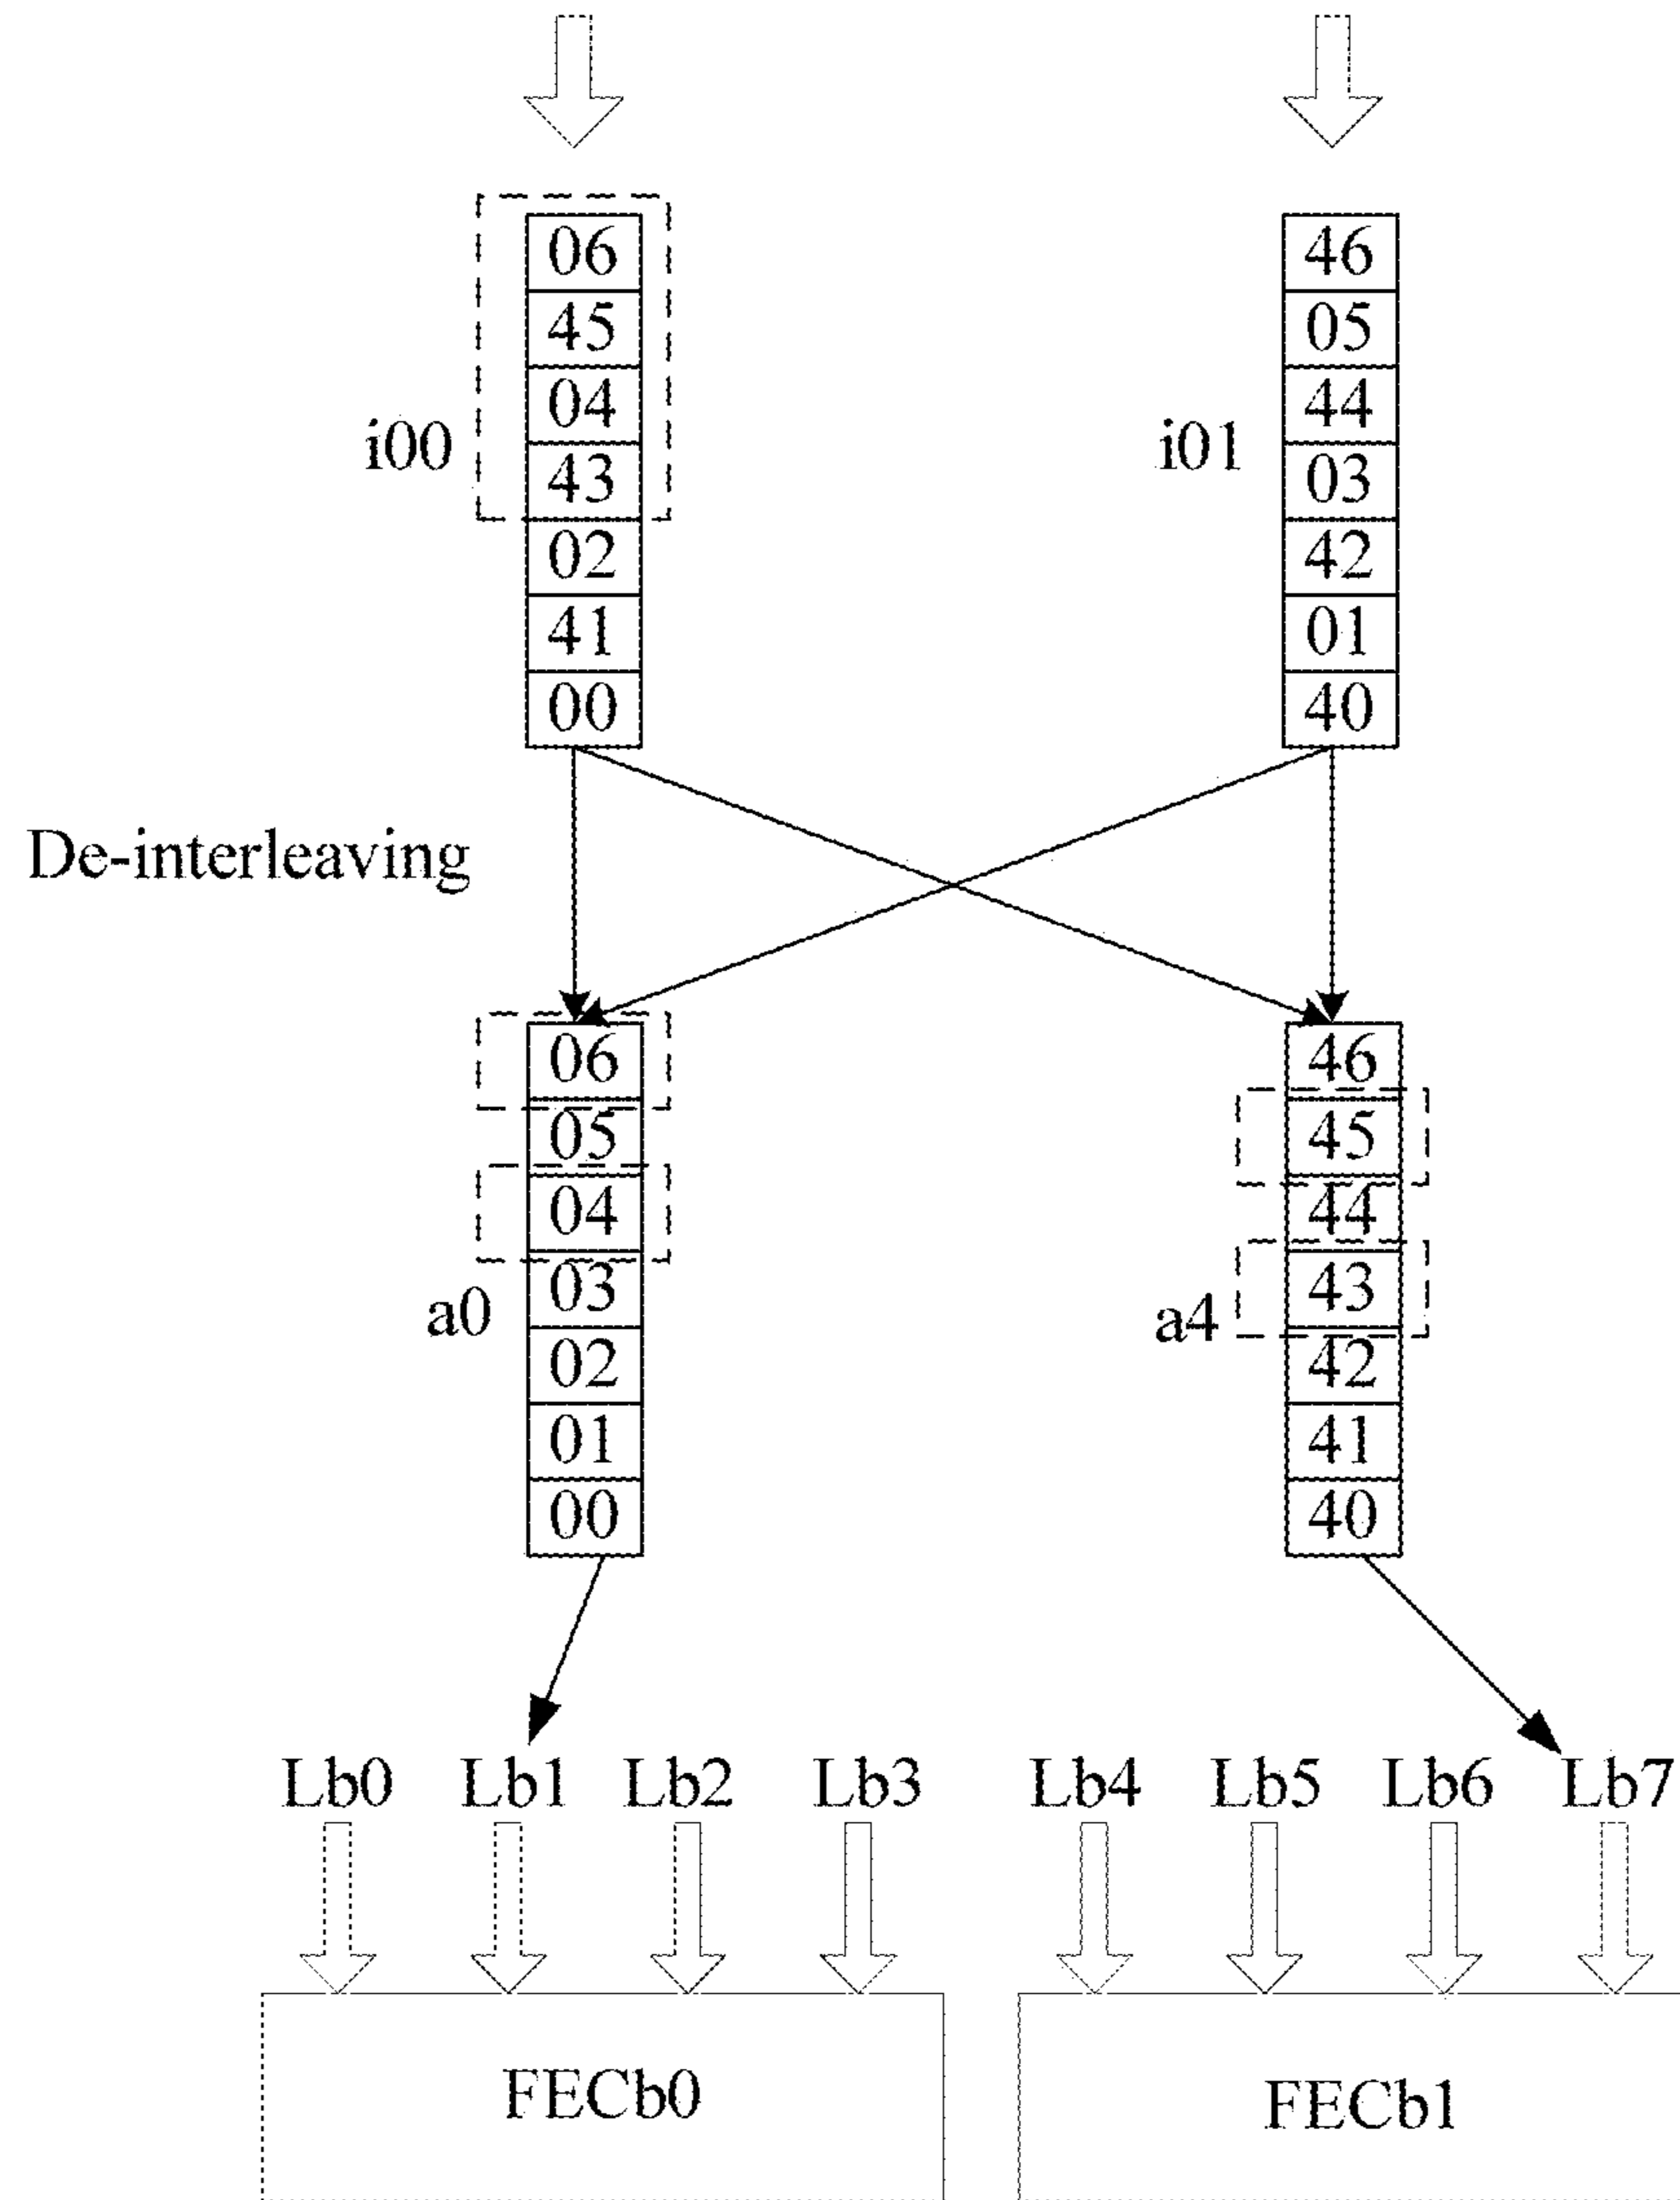 06 46
45 05
04 44
i00 43 i01 03
02 42
41 01
00 40
De-interleaving
06 46
05 45
04 44
03 43
a0 a4
02 42
01 41
00 40
Lb0 Lb1 Lb2 Lb3 Lb4 Lb5 Lb6 Lb7
FECb0 FECb1